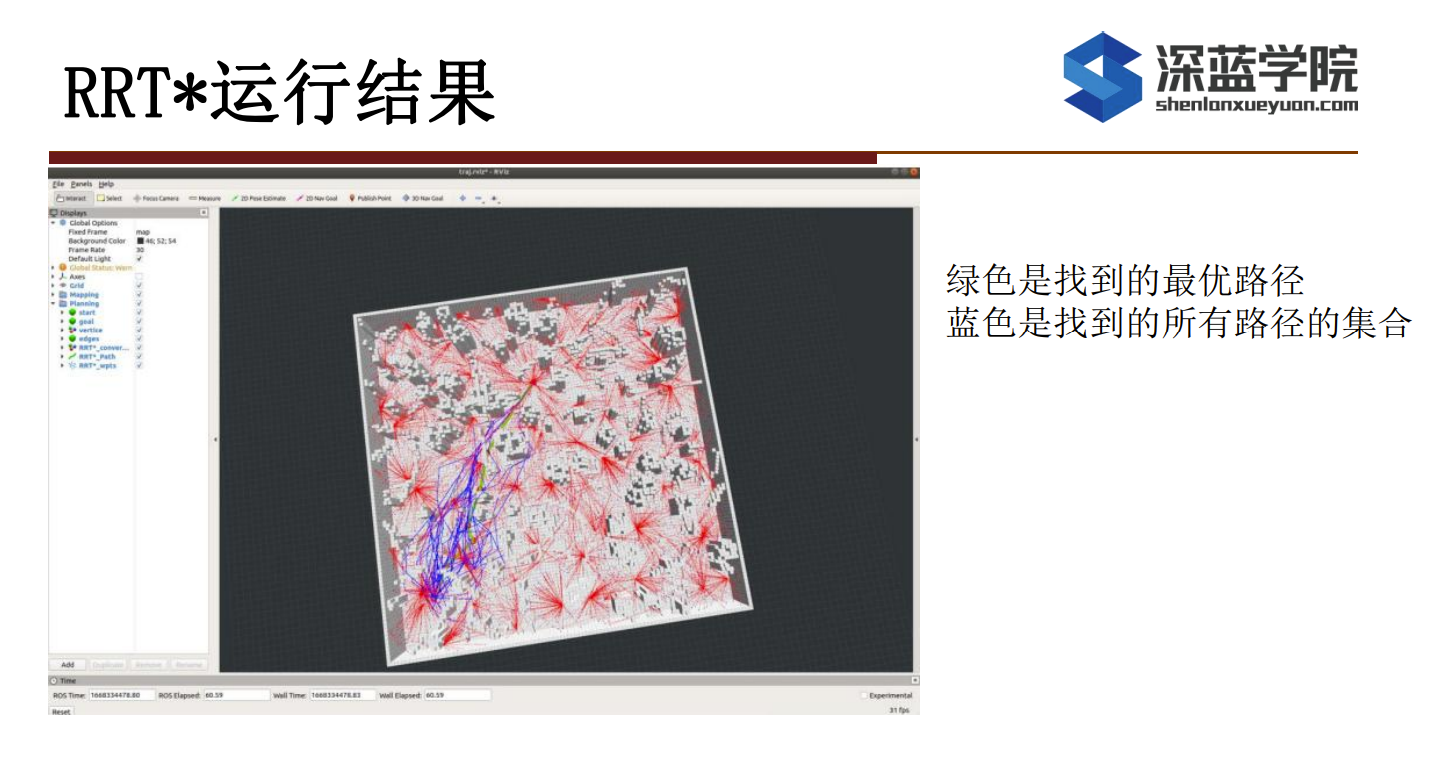 RRT*运行结果
深蓝学院
shenlanxueyuan.com
traj.rviz* - RViz
File Panels Help
Interact Select Focus Camera Measure 2D Pose Estimate 2D Nav Goal Publish Point 3D Nav Goal
Displays
Global Options
Fixed Frame map
Background Color 46; 52; 54
Frame Rate 30
Default Light
Global Status: Warn
Axes
Grid
Mapping
Planning
start
goal
vertice
edges
RRT*_conver...
RRT*_Path
RRT*_wpts
绿色是找到的最优路径
蓝色是找到的所有路径的集合
Add Duplicate Remove Rename
Time
ROS Time: 1668334478.80 ROS Elapsed: 60.59 Wall Time: 1668334478.83 Wall Elapsed: 60.59 Experimental
Reset 31 fps